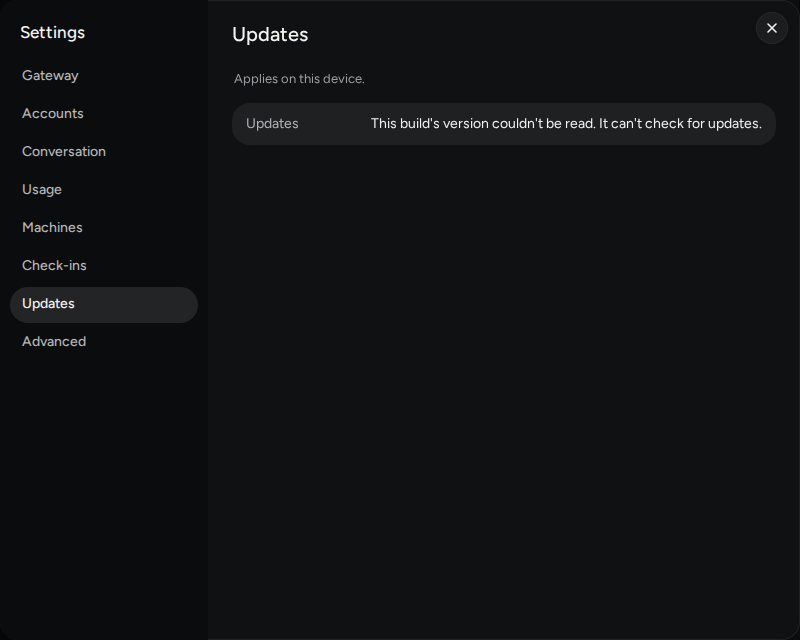 Settings
Gateway
Accounts
Conversation
Usage
Machines
Check-ins
Updates
Advanced
Updates
Applies on this device.
Updates This build's version couldn't be read. It can't check for updates.